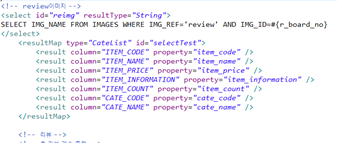 <!-- review이미지 -->
<select id="reimg" resultType="String">
SELECT IMG_NAME FROM IMAGES WHERE IMG_REF='review' AND IMG_ID=#{r_board_no}
</select>
<resultMap type="CateList" id="selectTest">
<result column="ITEM_CODE" property="item_code" />
<result column="ITEM_NAME" property="item_name" />
<result column="ITEM_PRICE" property="item_price" />
<result column="ITEM_INFORMATION" property="item_information" />
<result column="ITEM_COUNT" property="item_count" />
<result column="CATE_CODE" property="cate_code" />
<result column="CATE_NAME" property="cate_name" />
</resultMap>
<!-- 리뷰 -->